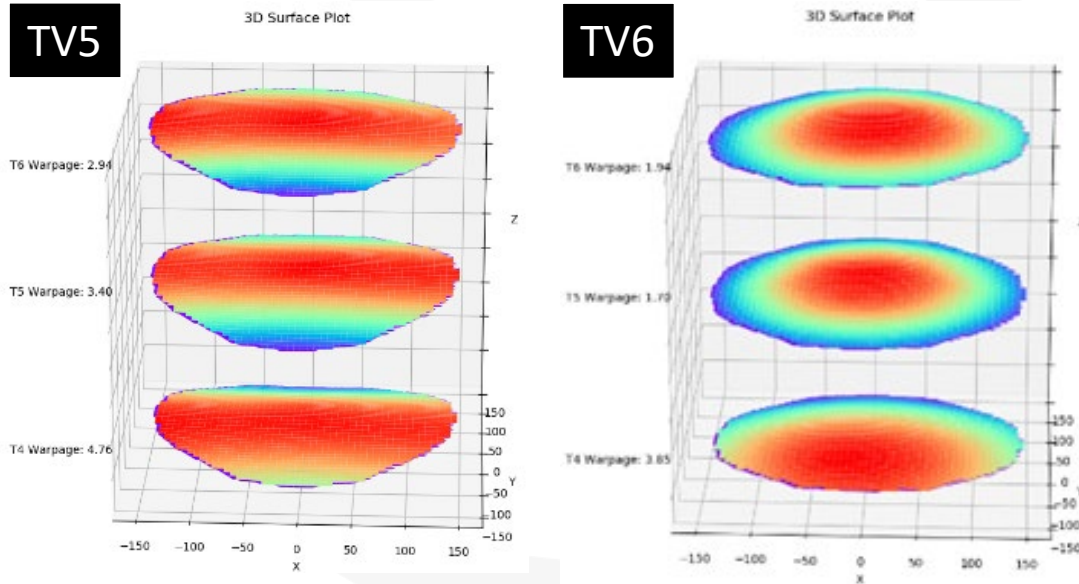 TV5
3D Surface Plot
T6 Warpage: 2.94
T5 Warpage: 3.40
T4 Warpage: 4.76
Z
150
100
50
0
Y
−50
−100
−150
−150
−100
−50
0
50
100
150
X
TV6
3D Surface Plot
T6 Warpage: 1.94
T5 Warpage: 1.70
T4 Warpage: 3.85
150
100
50
0
−50
−100
−150
−150
−100
−50
0
50
100
150
X